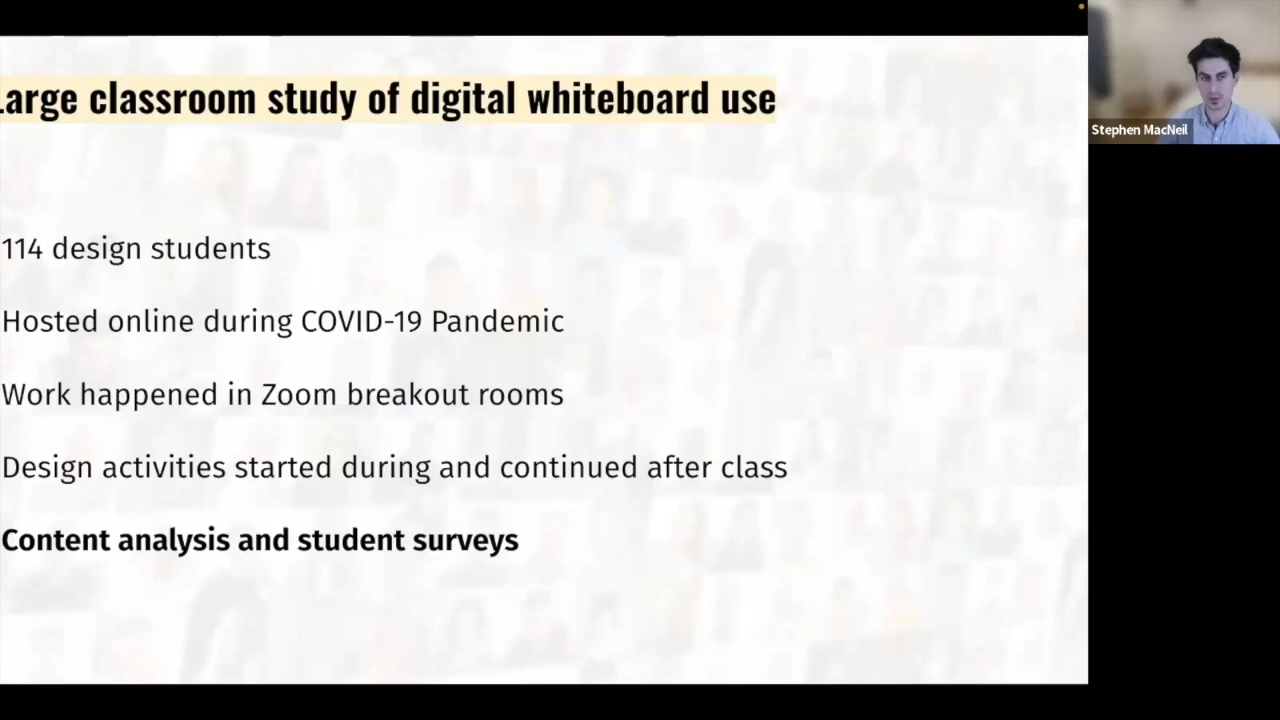 Large classroom study of digital whiteboard use
Stephen MacNeil
114 design students
Hosted online during COVID-19 Pandemic
Work happened in Zoom breakout rooms
Design activities started during and continued after class
Content analysis and student surveys